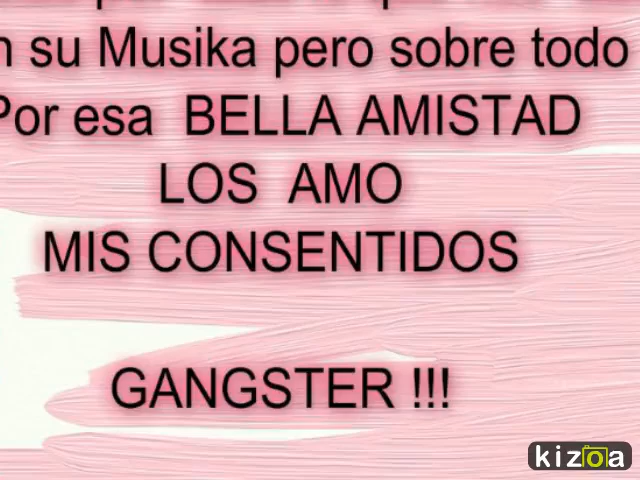 su Musika pero sobre todo
Por esa BELLA AMISTAD
LOS AMO
MIS CONSENTIDOS
GANGSTER !!!
kizoa